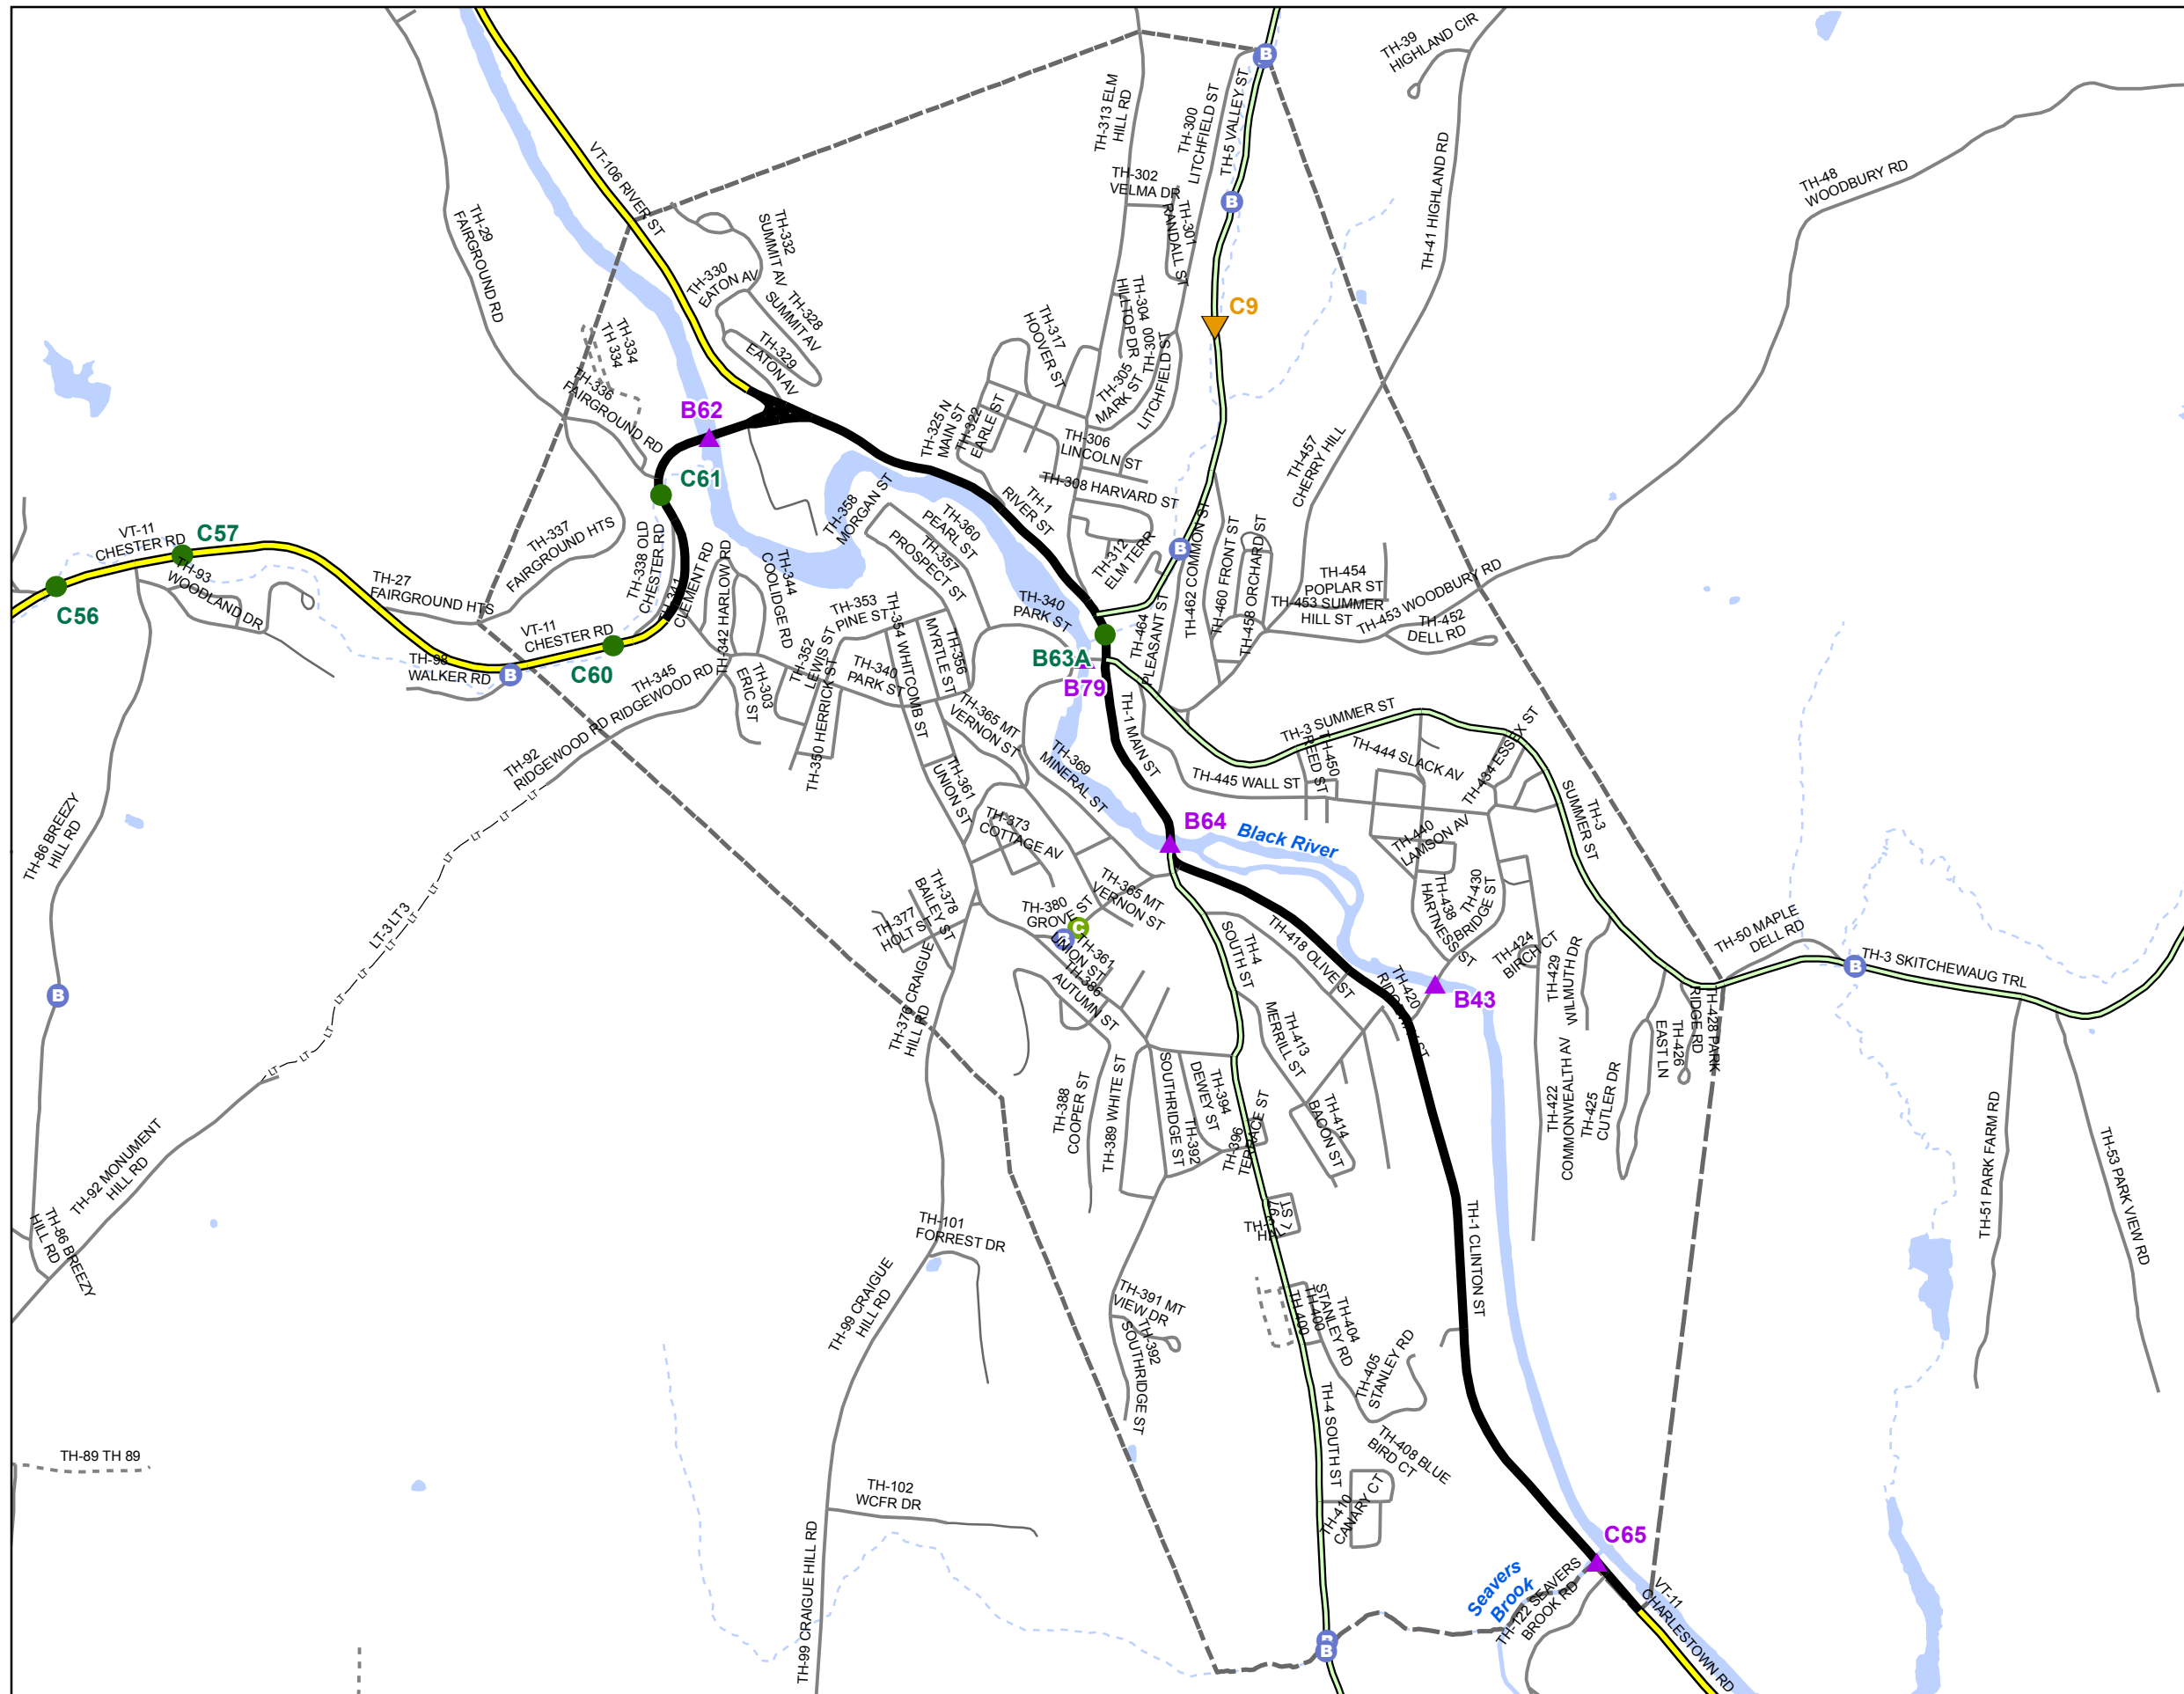 TH-39
HIGHLAND CIR
B
TH-313 ELM
HILL RD
TH-300
LITCHFIELD ST
TH-5 VALLEY ST
TH-41 HIGHLAND RD
TH-48
WOODBURY RD
VT-106 RIVER ST
TH-29
FAIRGROUND RD
TH-302
VELMA DR
TH-301
RANDALL ST
B
TH-332
SUMMIT AV
TH-330
EATON AV
TH-328
SUMMIT AV
TH-329
EATON AV
TH-334
TH 334
TH-336
FAIRGROUND RD
TH-317
HOOVER ST
TH-304
HILLTOP DR
TH-300
LITCHFIELD ST
TH-305
MARK ST
C9
B62
C61
TH-325 N
MAIN ST
TH-322
EARLE ST
TH-306
LINCOLN ST
TH-308 HARVARD ST
TH-457
CHERRY HILL
TH-1
RIVER ST
TH-358
MORGAN ST
TH-360
PEARL ST
TH-357
PROSPECT ST
TH-312
ELM TERR
B
TH-462 COMMON ST
TH-460 FRONT ST
TH-458 ORCHARD ST
VT-11
CHESTER RD
C57
C56
TH-93
WOODLAND DR
TH-27
FAIRGROUND HTS
TH-337
FAIRGROUND HTS
TH-338 OLD
CHESTER RD
TH-341
CLEMENT RD
TH-342 HARLOW RD
TH-344
COOLIDGE RD
TH-353
PINE ST
TH-354 WHITCOMB ST
TH-356
MYRTLE ST
TH-340
PARK ST
TH-454
POPLAR ST
TH-453 SUMMER
HILL ST
TH-453 WOODBURY RD
TH-452
DELL RD
VT-11
CHESTER RD
C60
TH-98
WALKER RD
B
TH-345
RIDGEWOOD RD
TH-92
RIDGEWOOD RD
TH-303
ERIC ST
TH-352
LEWIS ST
TH-350 HERRICK ST
TH-340
PARK ST
B63A
B79
TH-464
PLEASANT ST
TH-1 MAIN ST
TH-365 MT
VERNON ST
TH-369
MINERAL ST
TH-3 SUMMER ST
TH-450
REED ST
TH-444 SLACK AV
TH-434 ESSEX ST
TH-445 WALL ST
TH-3
SUMMER ST
TH-361
UNION ST
TH-373
COTTAGE AV
B64
Black River
TH-440
LAMSON AV
TH-438
HARTNESS ST
TH-430
BRIDGE ST
TH-86 BREEZY
HILL RD
LT
LT
LT
LT
LT
LT
LT
LT
LT
LT
LT
LT-3 LT 3
TH-378
BAILEY ST
TH-377
HOLT ST
TH-380
GROVE ST
C
B
TH-361
UNION ST
TH-365 MT
VERNON ST
TH-386
AUTUMN ST
TH-376 CRAIGUE
HILL RD
TH-4
SOUTH ST
TH-418 OLIVE ST
TH-420
B43
TH-424
BIRCH CT
TH-429
WILMUTH DR
TH-50 MAPLE
DELL RD
B
TH-3 SKITCHEWAUG TRL
TH-428 PARK
RIDGE RD
TH-426
EAST LN
TH-425
CUTLER DR
TH-422
COMMONWEALTH AV
B
TH-413
MERRILL ST
TH-414
BACON ST
TH-388
COOPER ST
TH-389 WHITE ST
TH-392
SOUTHRIDGE ST
TH-394
DEWEY ST
TH-396
TERRACE ST
TH-92 MONUMENT
HILL RD
TH-86 BREEZY
HILL RD
TH-101
FORREST DR
TH-99 CRAIGUE
HILL RD
TH-391 MT
VIEW DR
TH-392
SOUTHRIDGE ST
TH-400
TH-400
TH-404
STANLEY RD
TH-405
STANLEY RD
TH-1 CLINTON ST
TH-51 PARK FARM RD
TH-53 PARK VIEW RD
TH-4 SOUTH ST
TH-408 BLUE
BIRD CT
TH-410
CANARY CT
TH-89 TH 89
TH-102
WCFR DR
TH-99 CRAIGUE HILL RD
C65
Seavers
Brook
TH-122 SEAVERS
BROOK RD
VT-11
CHARLESTOWN RD
B
B